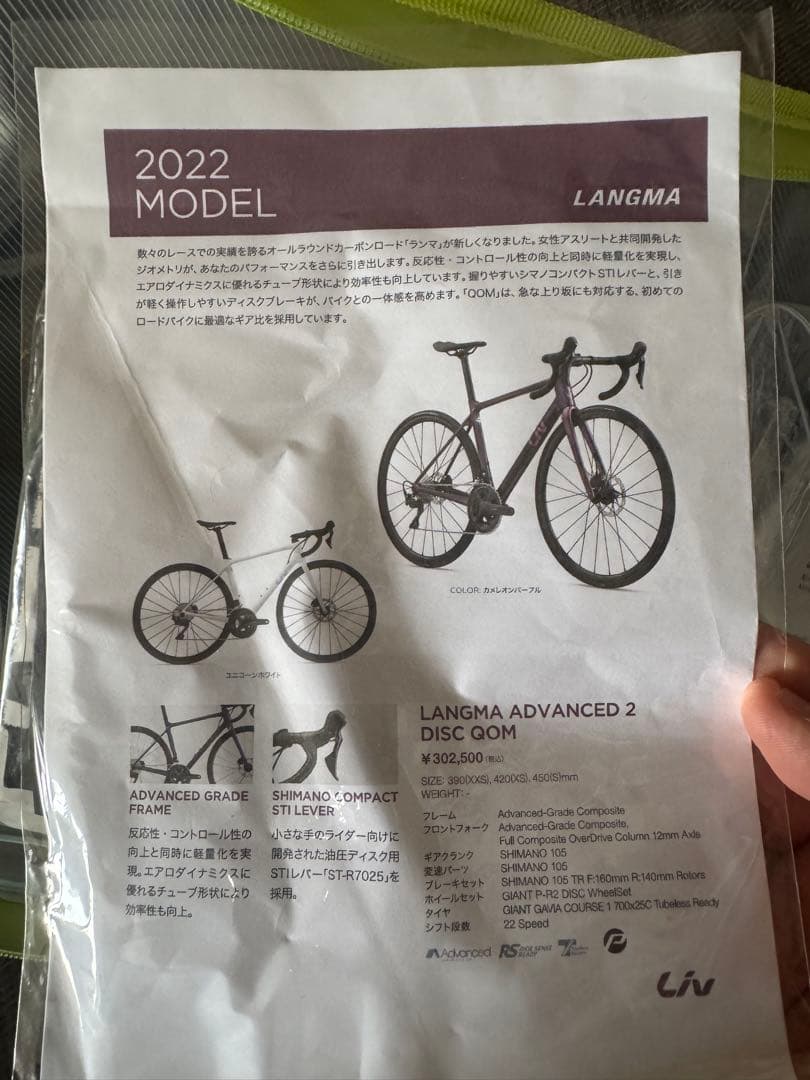 2022
MODEL
LANGMA
数々のレースでの実績を誇るオールラウンドカーボンロード「ランマ」が新しくなりました。女性アスリートと共同開発した
ジオメトリが、あなたのパフォーマンスをさらに引き出します。反応性・コントロール性の向上と同時に軽量化を実現し、
エアロダイナミクスに優れるチューブ形状により効率性も向上しています。握りやすいシマノコンパクトSTIレバーと、引き
が軽く操作しやすいディスクブレーキが、バイクとの一体感を高めます。「QOM」は、急な上り坂にも対応する、初めての
ロードバイクに最適なギア比を採用しています。
Liv
COLOR: カメレオンパープル
ユニコーンホワイト
ADVANCED GRADE
FRAME
反応性・コントロール性の
向上と同時に軽量化を実
現。エアロダイナミクスに
優れるチューブ形状により
効率性も向上。
SHIMANO COMPACT
STI LEVER
小さな手のライダー向けに
開発された油圧ディスク用
STIレバー「ST-R7025」を
採用。
LANGMA ADVANCED 2
DISC QOM
¥302,500(税込)
SIZE: 390(XXS), 420(XS), 450(S)mm
WEIGHT: -
フレーム Advanced-Grade Composite
フロントフォーク Advanced-Grade Composite,
Full Composite OverDrive Column 12mm Axle
ギアクランク SHIMANO 105
変速パーツ SHIMANO 105
ブレーキセット SHIMANO 105 TR F:160mm R:140mm Rotors
ホイールセット GIANT P-R2 DISC WheelSet
タイヤ GIANT GAVIA COURSE 1 700x25C Tubeless Ready
シフト段数 22 Speed
Advanced RS RIDE SENSE READY
Liv